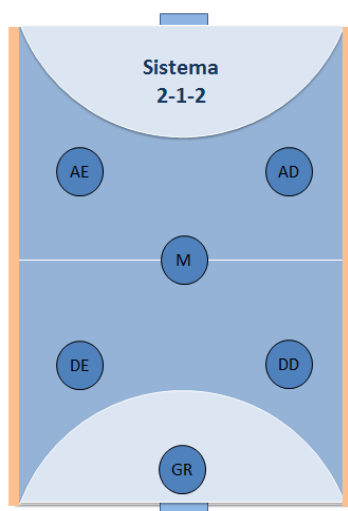 Sistema
2-1-2
AE
AD
M
DE
DD
GR